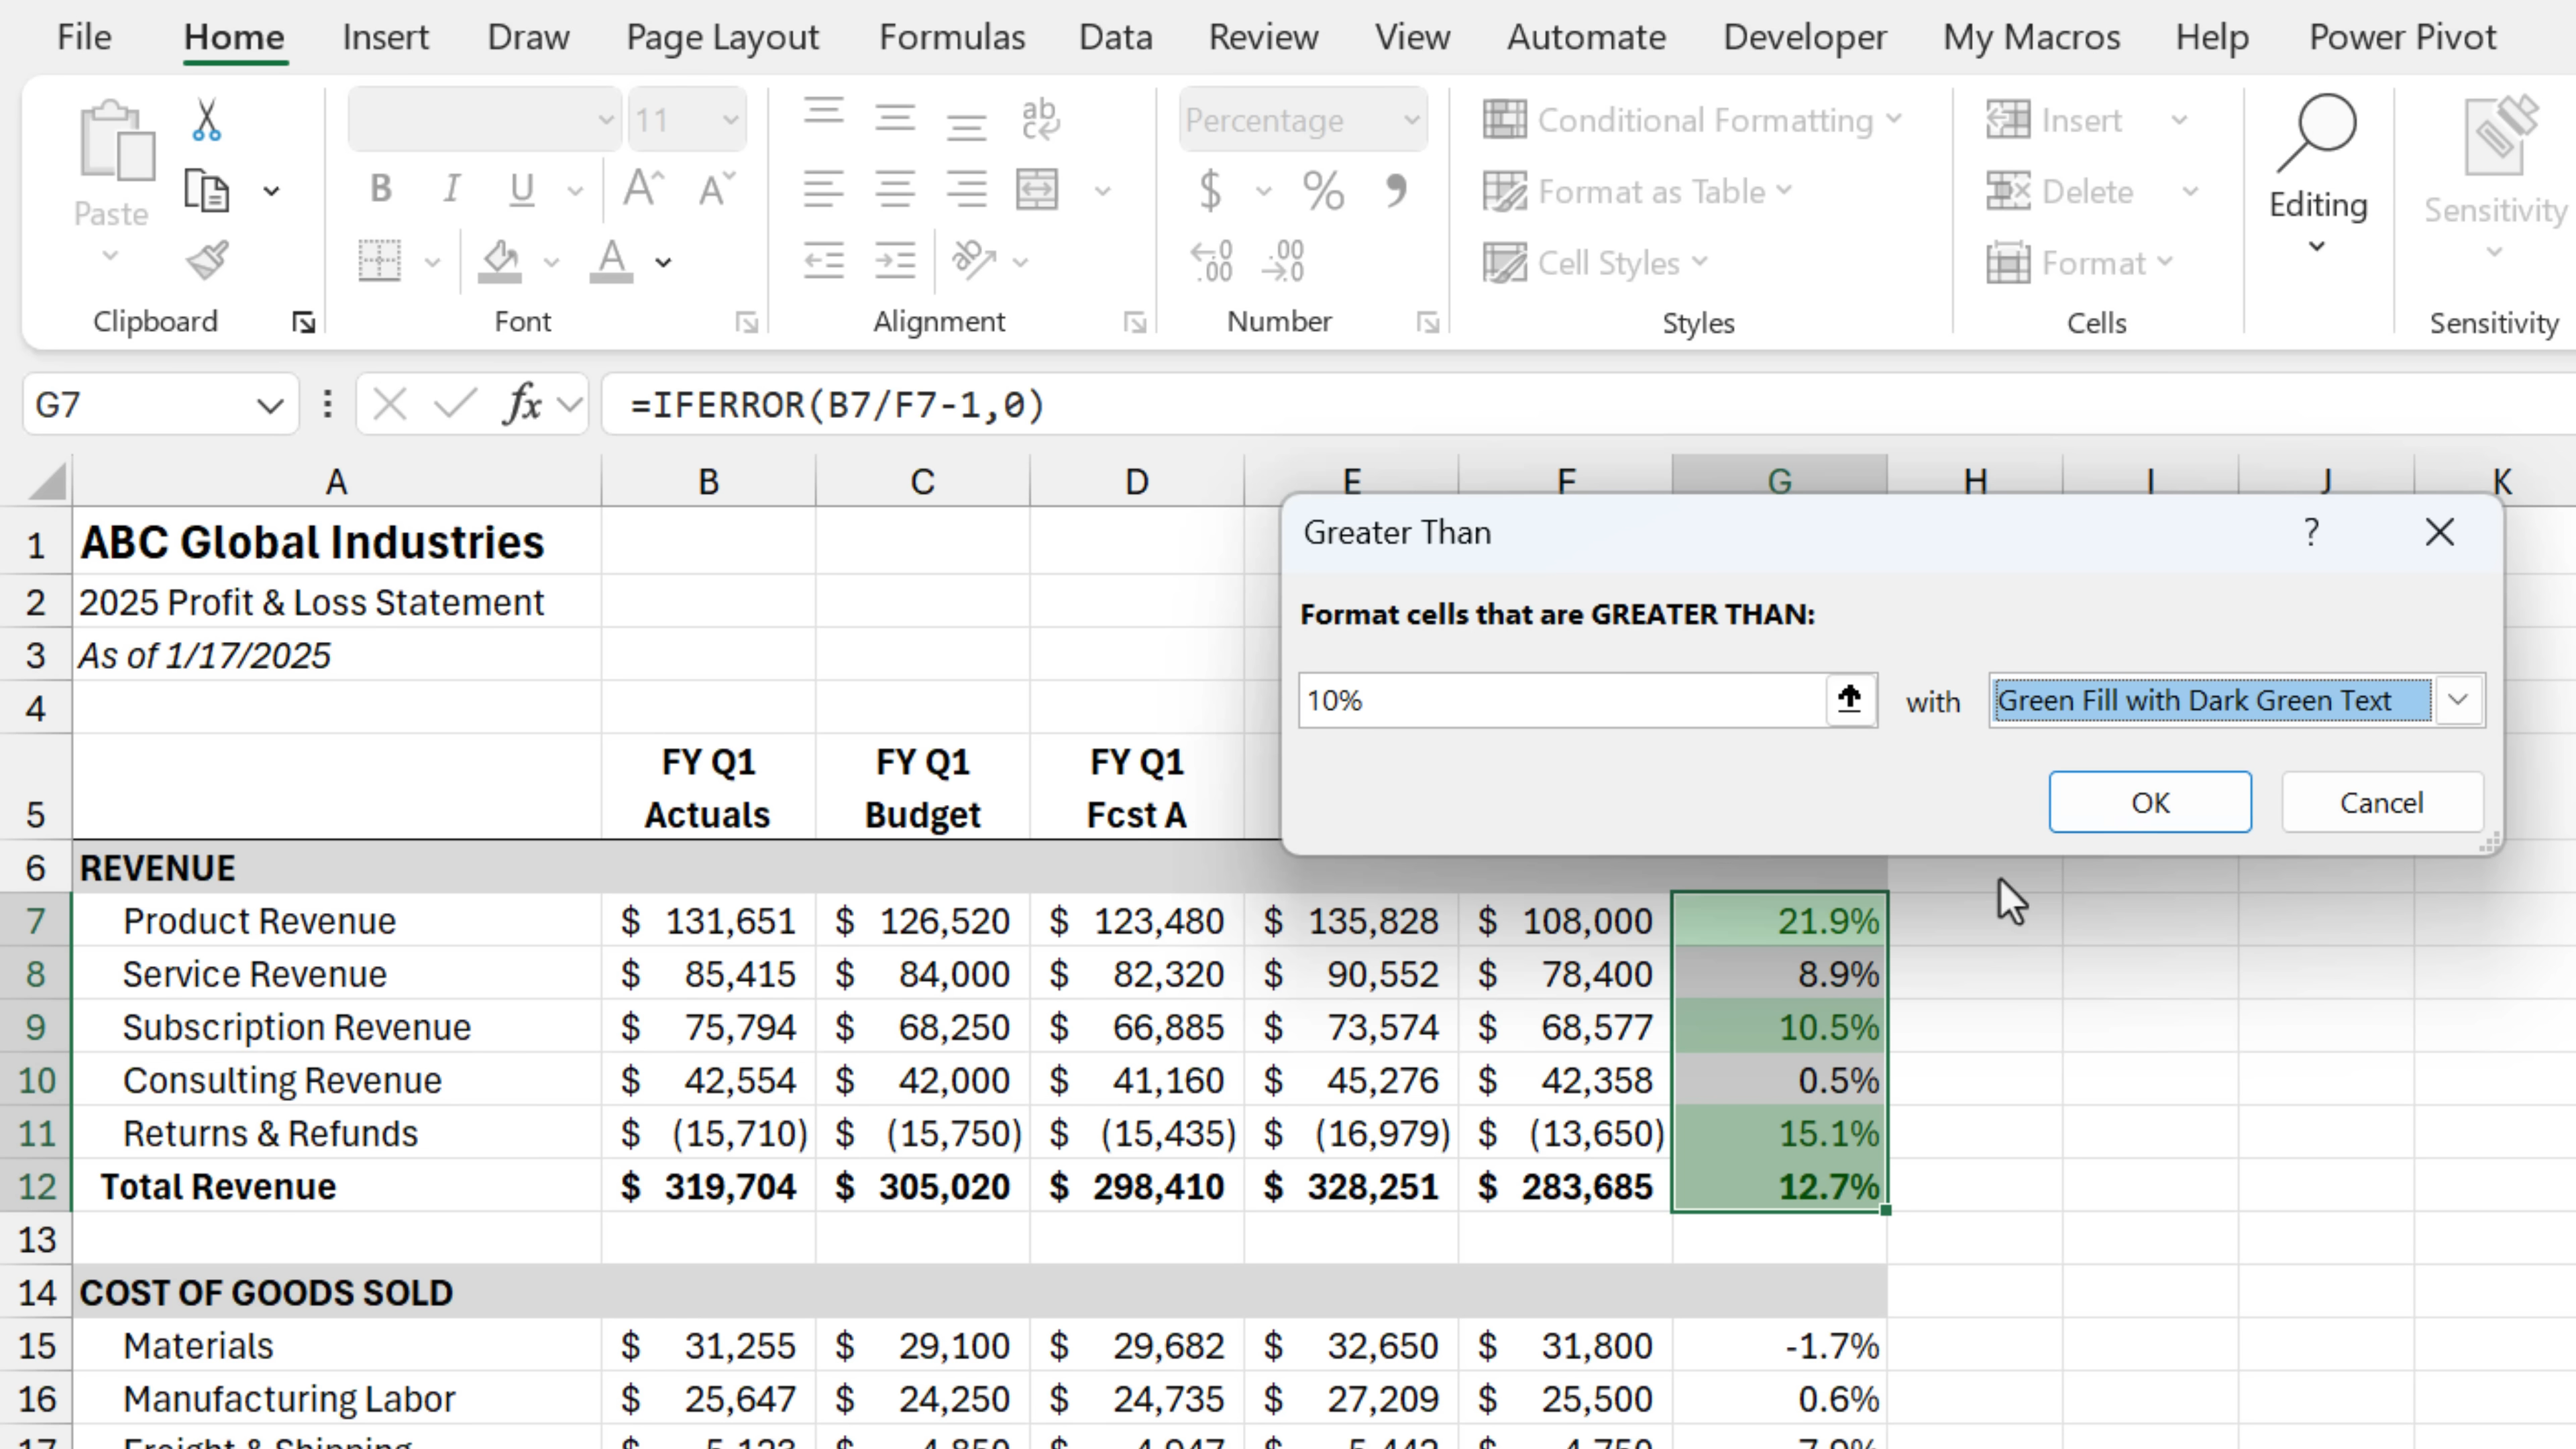 File Home Insert Draw Page Layout Formulas Data Review View Automate Developer My Macros Help Power Pivot
Paste
11
Percentage
Conditional Formatting
Format as Table
Cell Styles
Insert
Delete
Format
Editing
Sensitivity
B I U A A
ab
c
$ % 9
A
0
.00
.00
0
Clipboard Font Alignment Number Styles Cells Sensitivity
G7 fx =IFERROR(B7/F7-1,0)
A B C D E F G H I J K
1 ABC Global Industries
2 2025 Profit & Loss Statement
3 As of 1/17/2025
4
FY Q1 FY Q1 FY Q1
5 Actuals Budget Fcst A
Greater Than ?
Format cells that are GREATER THAN:
10% with Green Fill with Dark Green Text
OK Cancel
6 REVENUE
7 Product Revenue $ 131,651 $ 126,520 $ 123,480 $ 135,828 $ 108,000 21.9%
8 Service Revenue $ 85,415 $ 84,000 $ 82,320 $ 90,552 $ 78,400 8.9%
9 Subscription Revenue $ 75,794 $ 68,250 $ 66,885 $ 73,574 $ 68,577 10.5%
10 Consulting Revenue $ 42,554 $ 42,000 $ 41,160 $ 45,276 $ 42,358 0.5%
11 Returns & Refunds $ (15,710) $ (15,750) $ (15,435) $ (16,979) $ (13,650) 15.1%
12 Total Revenue $ 319,704 $ 305,020 $ 298,410 $ 328,251 $ 283,685 12.7%
13
14 COST OF GOODS SOLD
15 Materials $ 31,255 $ 29,100 $ 29,682 $ 32,650 $ 31,800 -1.7%
16 Manufacturing Labor $ 25,647 $ 24,250 $ 24,735 $ 27,209 $ 25,500 0.6%
17 Freight & Shipping $ $ $ $ $